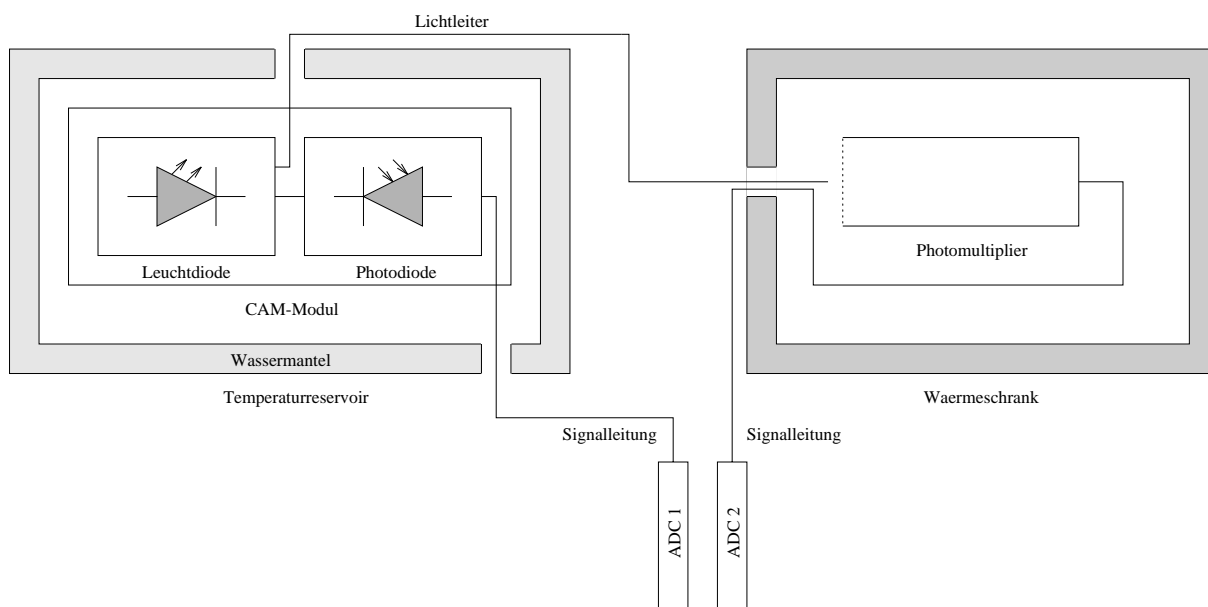 Lichtleiter
Leuchtdiode
Photodiode
CAM-Modul
Wassermantel
Temperaturreservoir
Photomultiplier
Waermeschrank
Signalleitung
Signalleitung
ADC 1
ADC 2